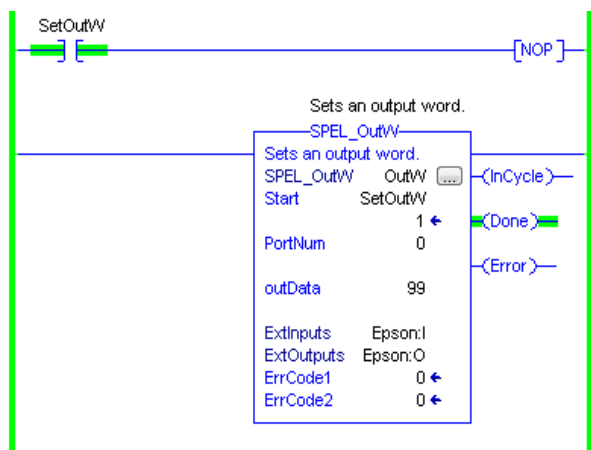 SetOutW
NOP
Sets an output word.
SPEL_OutW
Sets an output word.
SPEL_OutW OutW ...
InCycle
Start SetOutW
1
Done
PortNum 0
Error
outData 99
ExtInputs Epson:I
ExtOutputs Epson:O
ErrCode1 0
ErrCode2 0